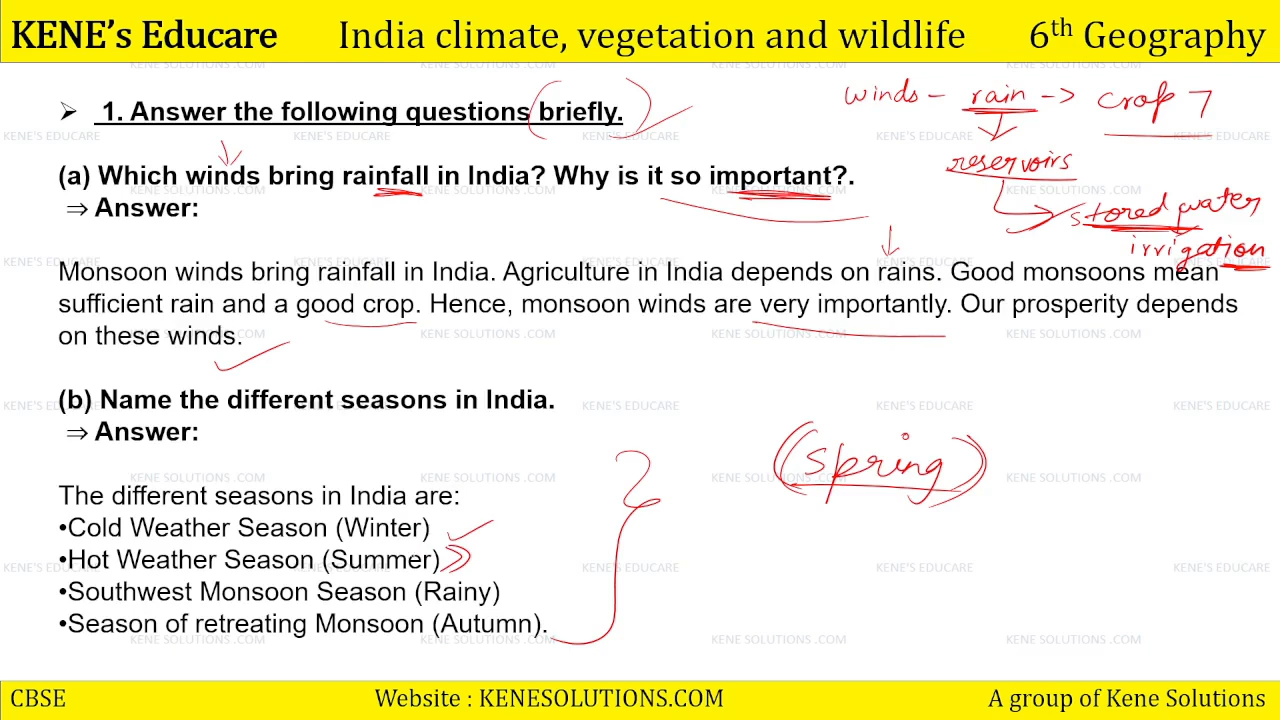 KENE's Educare India climate, vegetation and wildlife 6th Geography
winds - rain -> crop
➢ 1. Answer the following questions briefly.
reservoirs
(a) Which winds bring rainfall in India? Why is it so important?.
stored water
⇒ Answer:
irrigation
Monsoon winds bring rainfall in India. Agriculture in India depends on rains. Good monsoons mean
sufficient rain and a good crop. Hence, monsoon winds are very importantly. Our prosperity depends
on these winds.
(b) Name the different seasons in India.
⇒ Answer:
(spring)
The different seasons in India are:
•Cold Weather Season (Winter)
•Hot Weather Season (Summer)
•Southwest Monsoon Season (Rainy)
•Season of retreating Monsoon (Autumn).
CBSE Website : KENESOLUTIONS.COM A group of Kene Solutions